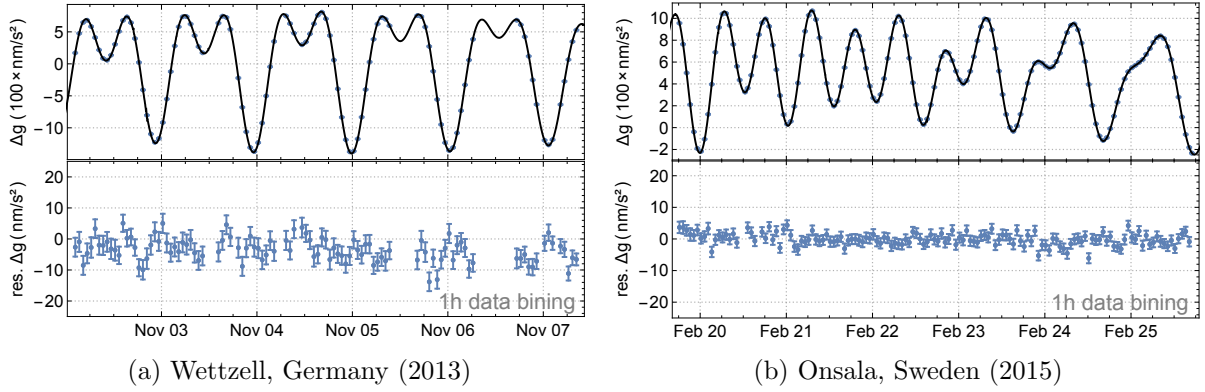 Δg (100×nm/s²)
5
0
−5
−10
res. Δg (nm/s²)
20
10
0
−10
−20
1h data bining
Nov 03 Nov 04 Nov 05 Nov 06 Nov 07
(a) Wettzell, Germany (2013)
Δg (100×nm/s²)
10
8
6
4
2
0
−2
res. Δg (nm/s²)
20
10
0
−10
−20
1h data bining
Feb 20 Feb 21 Feb 22 Feb 23 Feb 24 Feb 25
(b) Onsala, Sweden (2015)